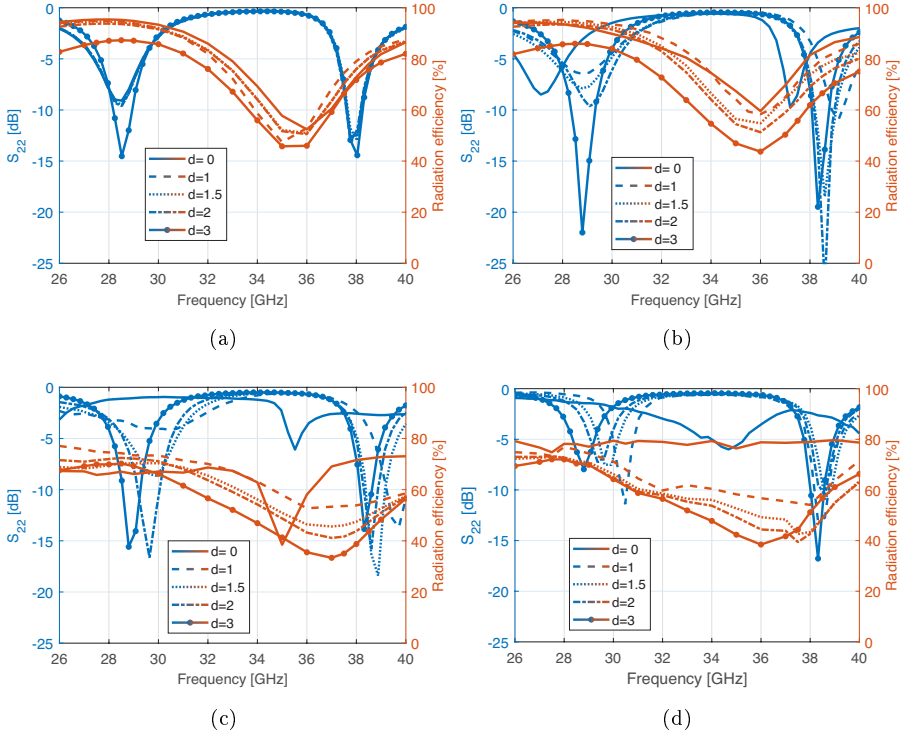 0
-5
-10
-15
-20
-25
S22 [dB]
100
80
60
40
20
0
Radiation efficiency [%]
d= 0
d=1
d=1.5
d=2
d=3
26 28 30 32 34 36 38 40
Frequency [GHz]
(a)
0
-5
-10
-15
-20
-25
S22 [dB]
100
80
60
40
20
0
Radiation efficiency [%]
d= 0
d=1
d=1.5
d=2
d=3
26 28 30 32 34 36 38 40
Frequency [GHz]
(b)
0
-5
-10
-15
-20
-25
S22 [dB]
100
80
60
40
20
0
Radiation efficiency [%]
d= 0
d=1
d=1.5
d=2
d=3
26 28 30 32 34 36 38 40
Frequency [GHz]
(c)
0
-5
-10
-15
-20
-25
S22 [dB]
100
80
60
40
20
0
Radiation efficiency [%]
d= 0
d=1
d=1.5
d=2
d=3
26 28 30 32 34 36 38 40
Frequency [GHz]
(d)